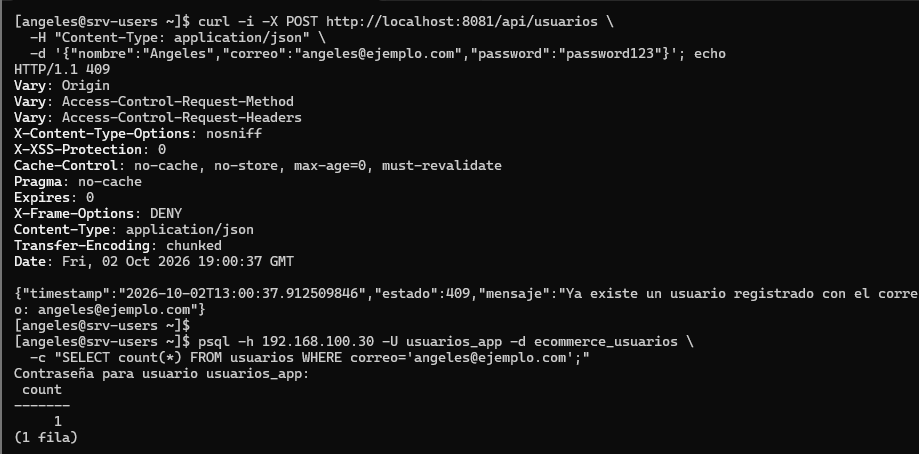 [angeles@srv-users ~]$ curl -i -X POST http://localhost:8081/api/usuarios \
  -H "Content-Type: application/json" \
  -d '{"nombre":"Angeles","correo":"angeles@ejemplo.com","password":"password123"}'; echo
HTTP/1.1 409
Vary: Origin
Vary: Access-Control-Request-Method
Vary: Access-Control-Request-Headers
X-Content-Type-Options: nosniff
X-XSS-Protection: 0
Cache-Control: no-cache, no-store, max-age=0, must-revalidate
Pragma: no-cache
Expires: 0
X-Frame-Options: DENY
Content-Type: application/json
Transfer-Encoding: chunked
Date: Fri, 02 Oct 2026 19:00:37 GMT

{"timestamp":"2026-10-02T13:00:37.912509846","estado":409,"mensaje":"Ya existe un usuario registrado con el corre
o: angeles@ejemplo.com"}
[angeles@srv-users ~]$
[angeles@srv-users ~]$ psql -h 192.168.100.30 -U usuarios_app -d ecommerce_usuarios \
  -c "SELECT count(*) FROM usuarios WHERE correo='angeles@ejemplo.com';"
Contraseña para usuario usuarios_app:
 count
-------
     1
(1 fila)